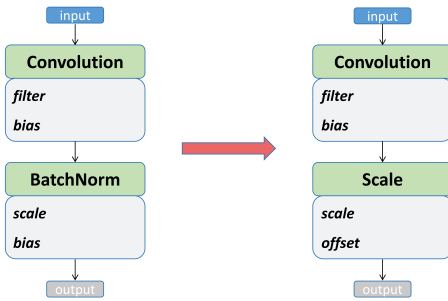 input
Convolution
filter
bias
BatchNorm
scale
bias
output
input
Convolution
filter
bias
Scale
scale
offset
output